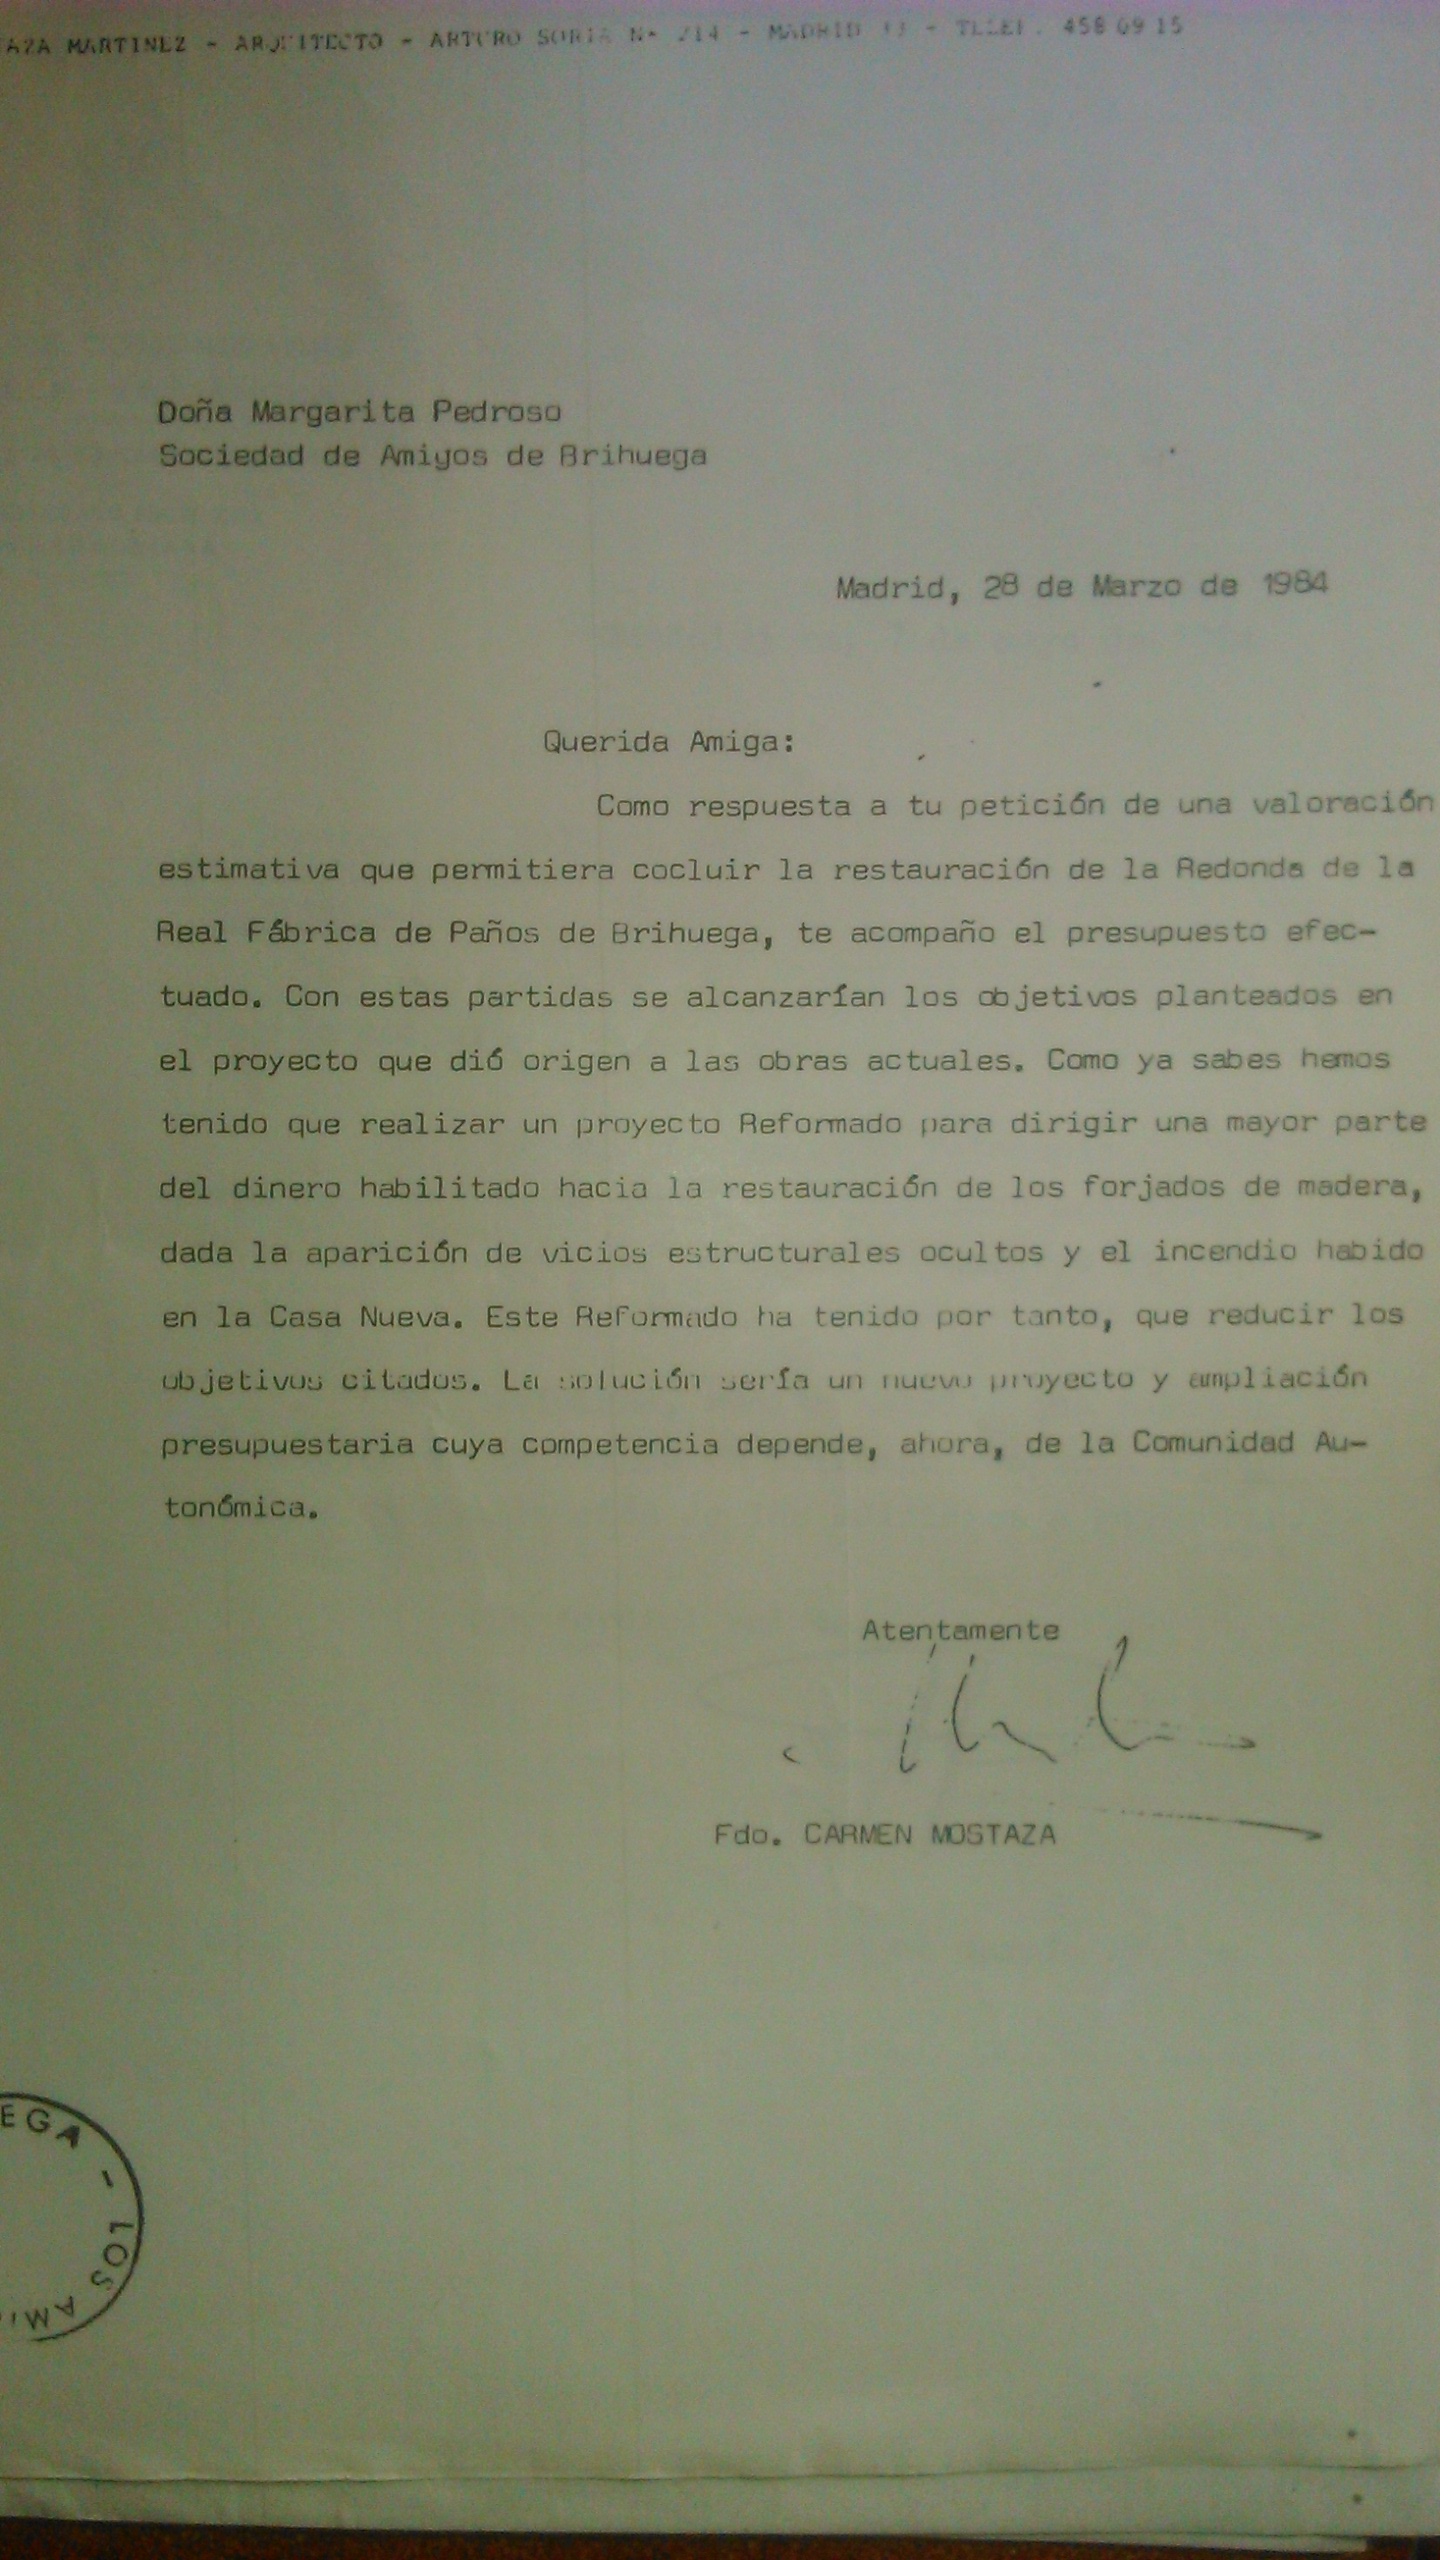 MARTINEZ - ARQUITECTO - ARTURO SORIA Nº 214 - MADRID - TELEF. 458 09 15
Doña Margarita Pedroso
Sociedad de Amigos de Brihuega
Madrid, 28 de Marzo de 1984
Querida Amiga:
Como respuesta a tu petición de una valoración
estimativa que permitiera cocluir la restauración de la Redonda de la
Real Fábrica de Paños de Brihuega, te acompaño el presupuesto efec-
tuado. Con estas partidas se alcanzarían los objetivos planteados en
el proyecto que dió origen a las obras actuales. Como ya sabes hemos
tenido que realizar un proyecto Reformado para dirigir una mayor parte
del dinero habilitado hacia la restauración de los forjados de madera,
dada la aparición de vicios estructurales ocultos y el incendio habido
en la Casa Nueva. Este Reformado ha tenido por tanto, que reducir los
objetivos citados. La solución sería un nuevo proyecto y ampliación
presupuestaria cuya competencia depende, ahora, de la Comunidad Au-
tonómica.
Atentamente
Fdo. CARMEN MOSTAZA
EGA - LOS AMI